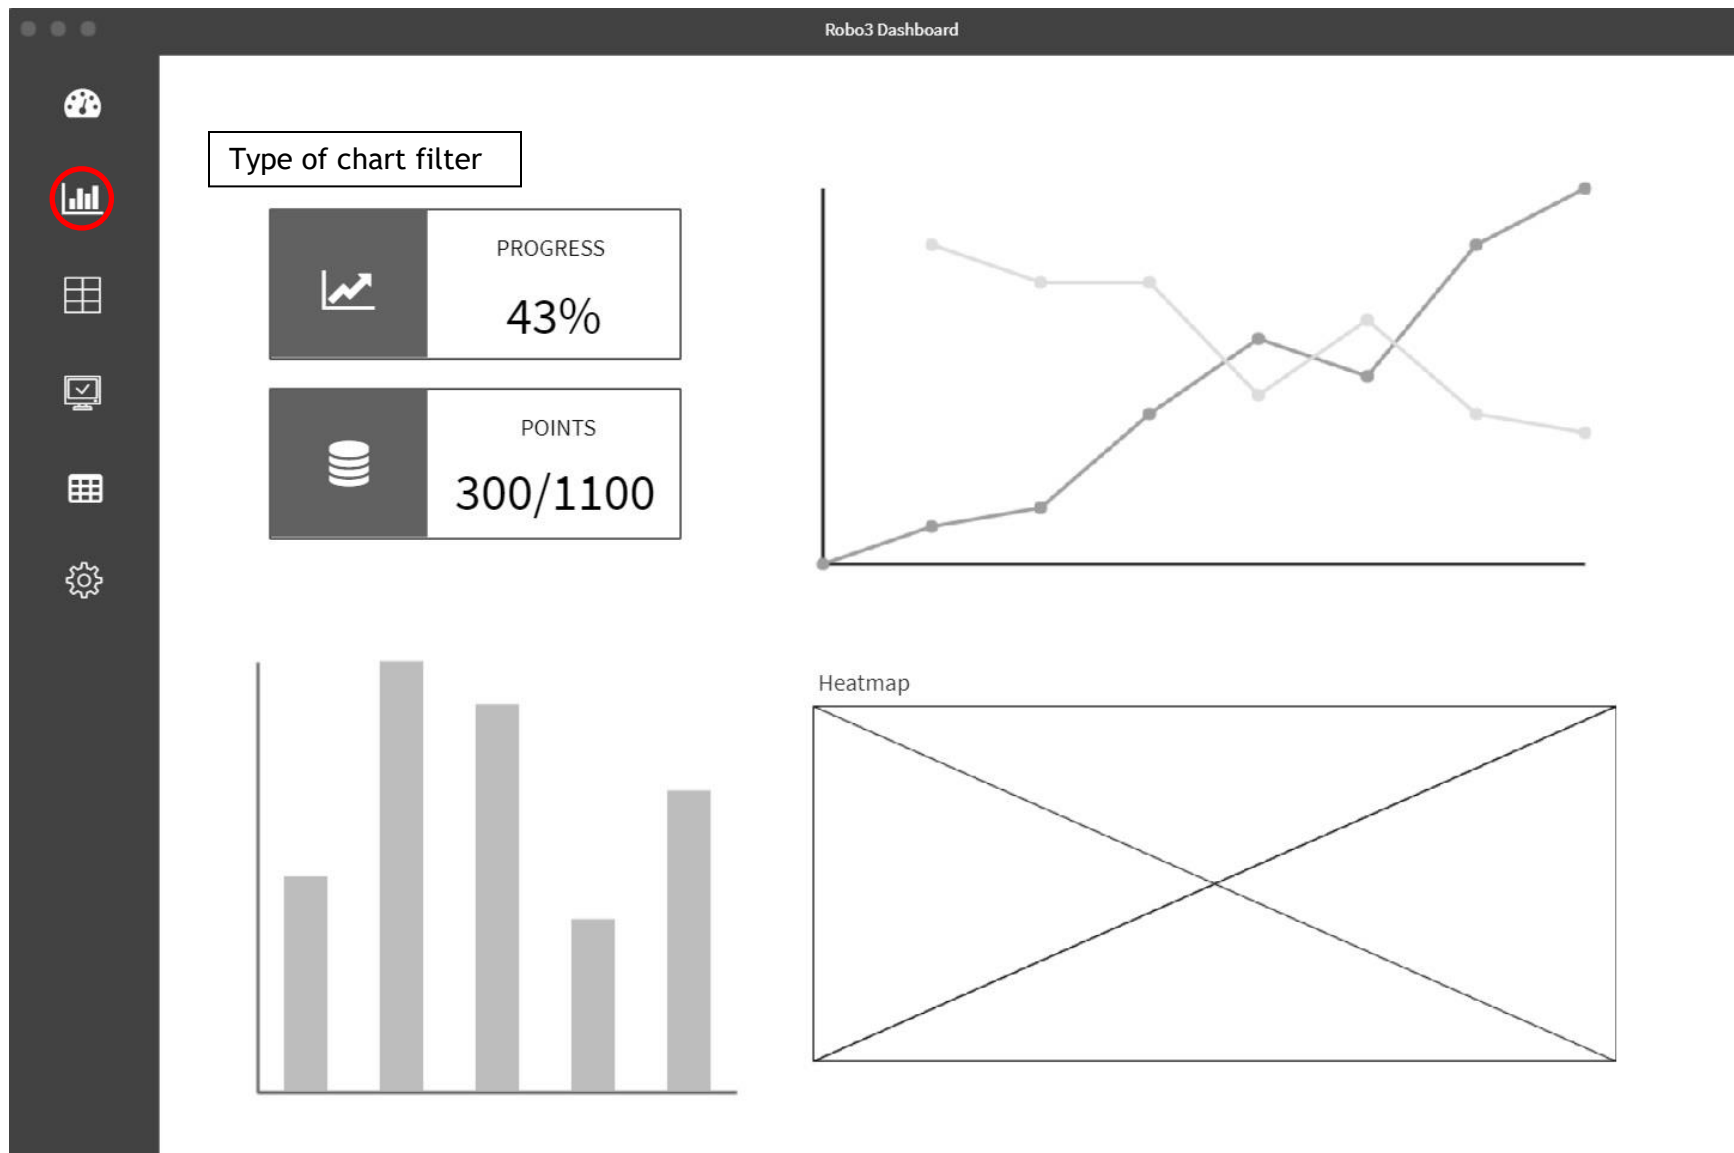 Robo3 Dashboard
Type of chart filter
PROGRESS
43%
POINTS
300/1100
Heatmap